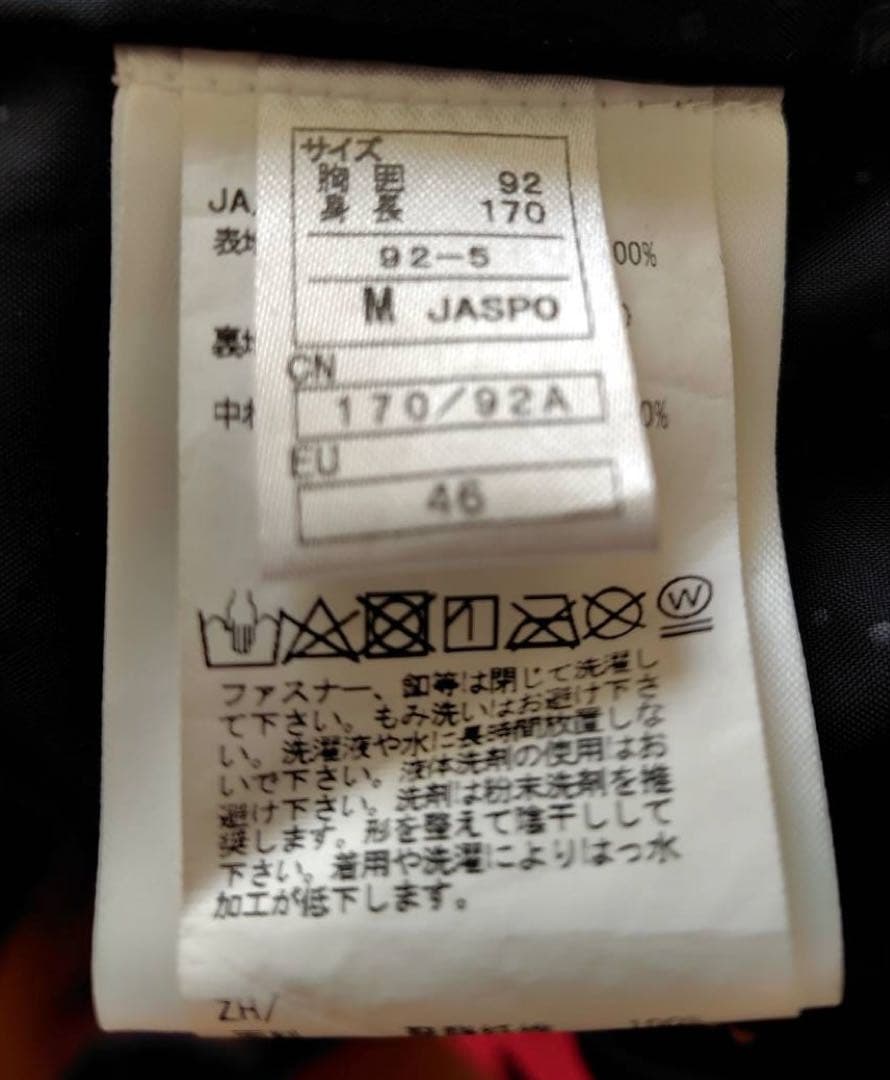 サイズ
胸囲 92
身長 170
92-5
M JASPO
CN
170/92A
EU
46
JA
表地 00%
裏地
中 0%
W
ファスナー、釦等は閉じて洗濯し
て下さい。もみ洗いはお避け下さ
い。洗濯液や水に長時間放置しな
いで下さい。液体洗剤の使用はお
避け下さい。洗剤は粉末洗剤を推
奨します。形を整えて陰干しして
下さい。着用や洗濯によりはっ水
加工が低下します。
ZH/